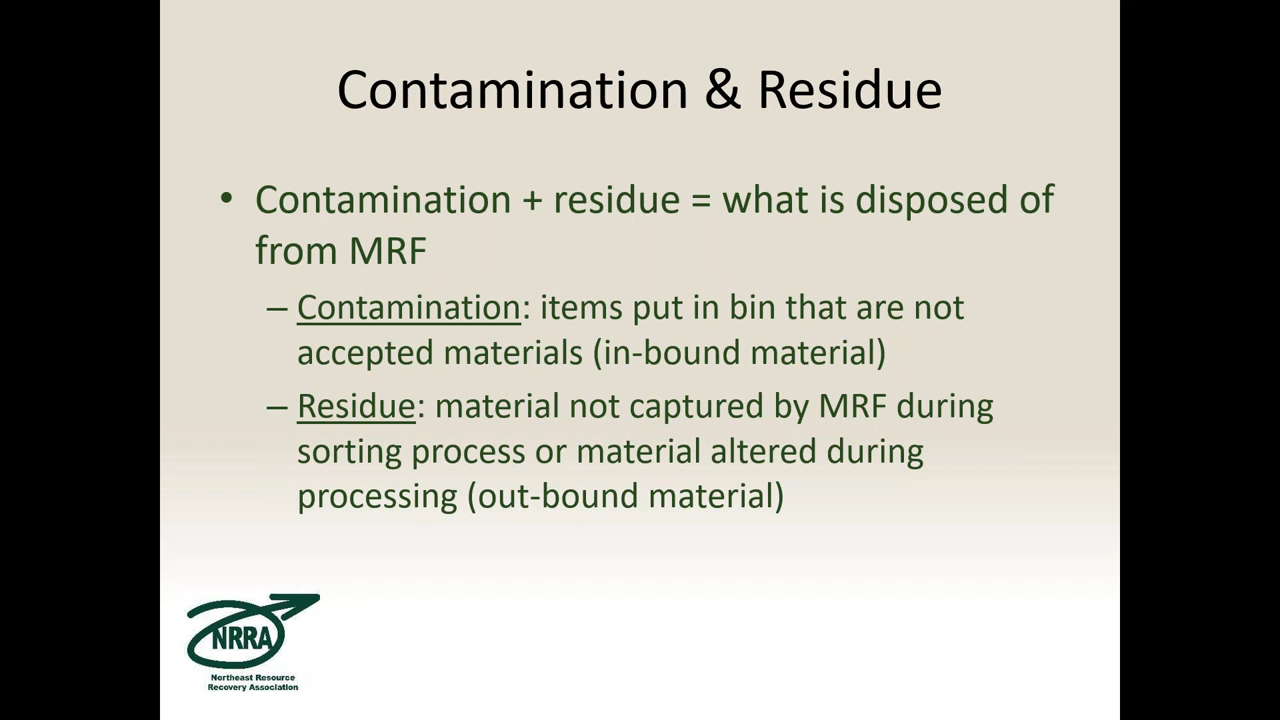 Contamination & Residue
• Contamination + residue = what is disposed of
from MRF
– Contamination: items put in bin that are not
accepted materials (in-bound material)
– Residue: material not captured by MRF during
sorting process or material altered during
processing (out-bound material)
NRRA
Northeast Resource
Recovery Association